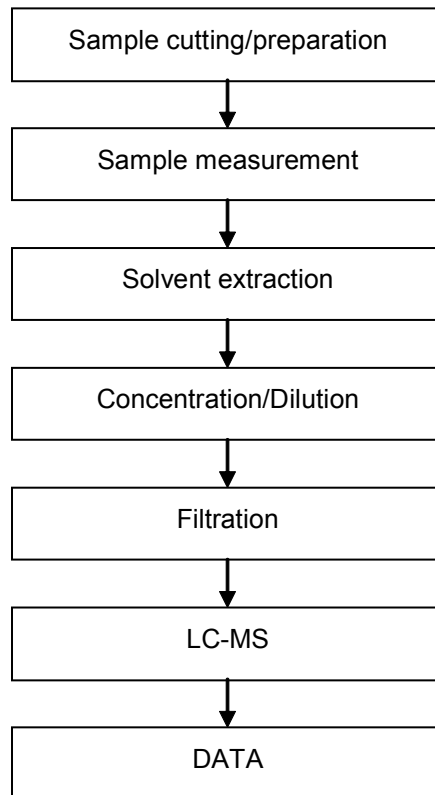 Sample cutting/preparation
Sample measurement
Solvent extraction
Concentration/Dilution
Filtration
LC-MS
DATA